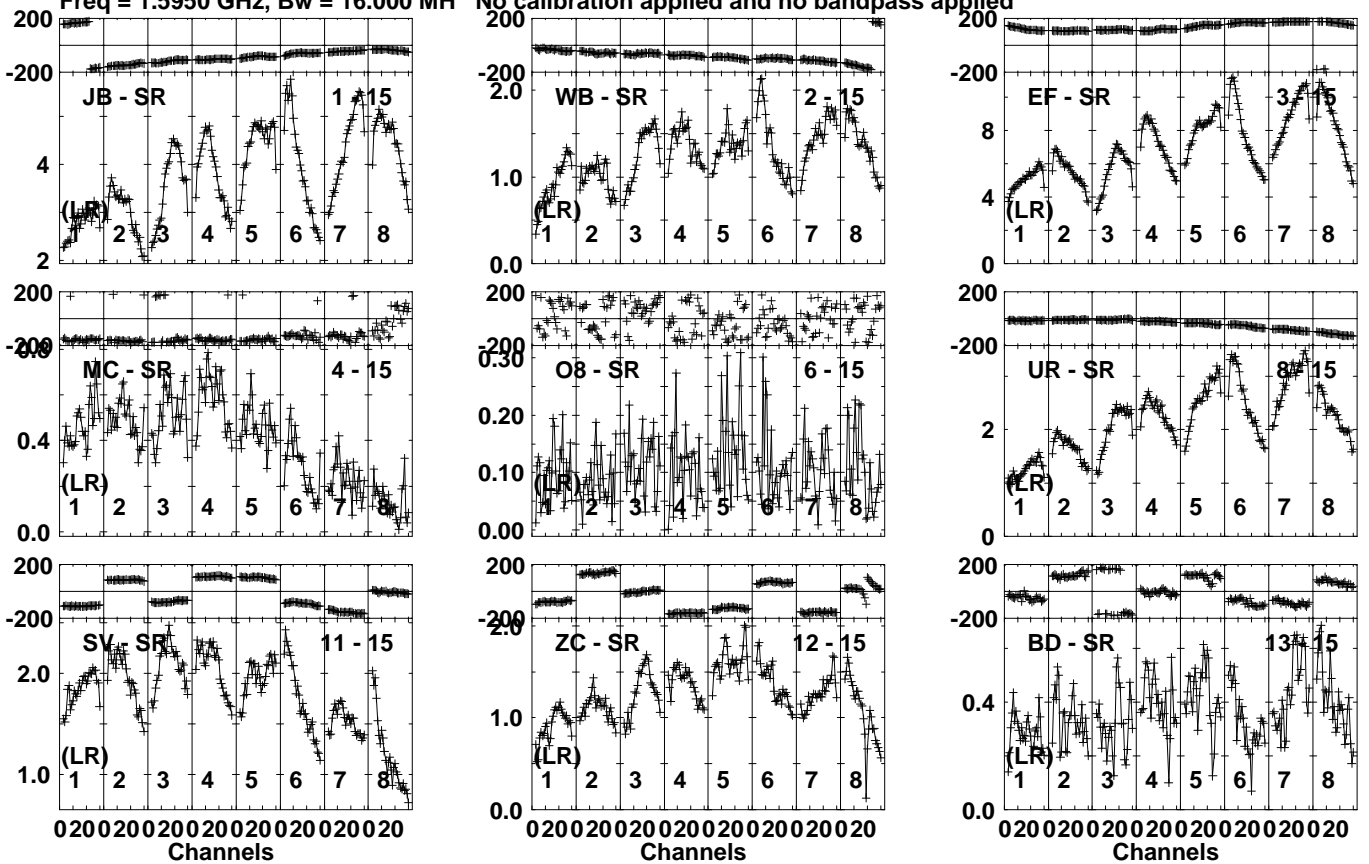 Freq = 1.5950 GHz, Bw = 16.000 MH No calibration applied and no bandpass applied
200
-200
JB - SR
1 - 15
4
2
(LR)
1 2 3 4 5 6 7 8
200
-200
WB - SR
2 - 15
2.0
1.0
0.0
(LR)
1 2 3 4 5 6 7 8
200
-200
EF - SR
3 - 15
8
4
0
(LR)
1 2 3 4 5 6 7 8
200
-200
MC - SR
4 - 15
0.8
0.4
0.0
(LR)
1 2 3 4 5 6 7 8
200
-200
O8 - SR
6 - 15
0.30
0.20
0.10
0.00
(LR)
1 2 3 4 5 6 7 8
200
-200
UR - SR
8 - 15
2
0
(LR)
1 2 3 4 5 6 7 8
200
-200
SV - SR
11 - 15
2.0
1.0
(LR)
1 2 3 4 5 6 7 8
0 20 0 20 0 20 0 20 0 20 0 20 0 20 0 20
Channels
200
-200
ZC - SR
12 - 15
2.0
1.0
0.0
(LR)
1 2 3 4 5 6 7 8
0 20 0 20 0 20 0 20 0 20 0 20 0 20 0 20
Channels
200
-200
BD - SR
13 - 15
0.4
0.0
(LR)
1 2 3 4 5 6 7 8
0 20 0 20 0 20 0 20 0 20 0 20 0 20 0 20
Channels